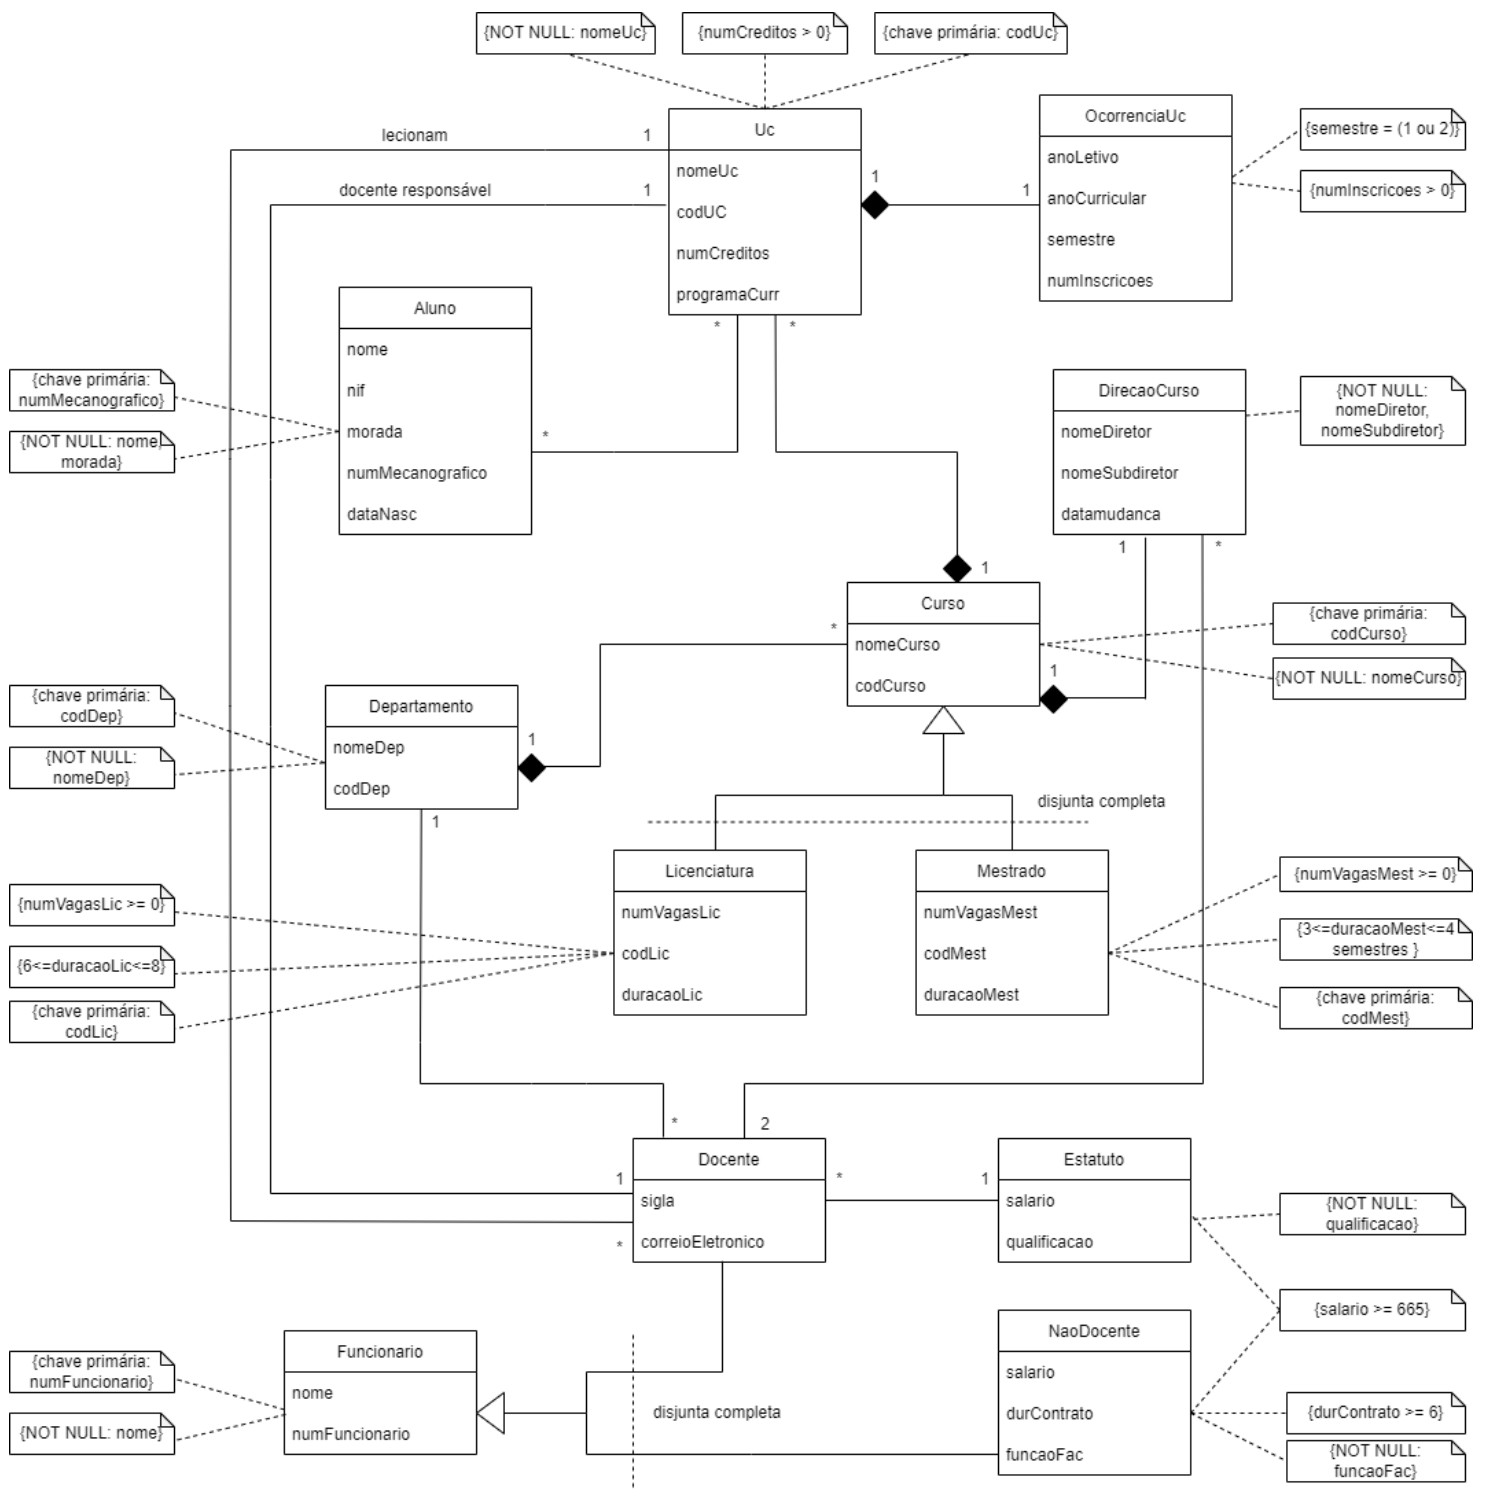 {NOT NULL: nomeUc}
{numCreditos > 0}
{chave primária: codUc}
lecionam
1
docente responsável
1
Uc
nomeUc
codUC
numCreditos
programaCurr
1
1
OcorrenciaUc
anoLetivo
anoCurricular
semestre
numInscricoes
{semestre = (1 ou 2)}
{numInscricoes > 0}
*
*
Aluno
nome
nif
morada
numMecanografico
dataNasc
*
{chave primária:
numMecanografico}
{NOT NULL: nome,
morada}
DirecaoCurso
nomeDiretor
nomeSubdiretor
datamudanca
1
*
{NOT NULL:
nomeDiretor,
nomeSubdiretor}
1
Curso
nomeCurso
codCurso
*
1
{chave primária:
codCurso}
{NOT NULL: nomeCurso}
{chave primária:
codDep}
{NOT NULL:
nomeDep}
Departamento
nomeDep
codDep
1
1
disjunta completa
Licenciatura
numVagasLic
codLic
duracaoLic
Mestrado
numVagasMest
codMest
duracaoMest
{numVagasLic >= 0}
{6<=duracaoLic<=8}
{chave primária:
codLic}
{numVagasMest >= 0}
{3<=duracaoMest<=4
semestres }
{chave primária:
codMest}
*
2
1
*
Docente
sigla
correioEletronico
*
1
Estatuto
salario
qualificacao
{NOT NULL:
qualificacao}
{salario >= 665}
{chave primária:
numFuncionario}
{NOT NULL: nome}
Funcionario
nome
numFuncionario
disjunta completa
NaoDocente
salario
durContrato
funcaoFac
{durContrato >= 6}
{NOT NULL:
funcaoFac}